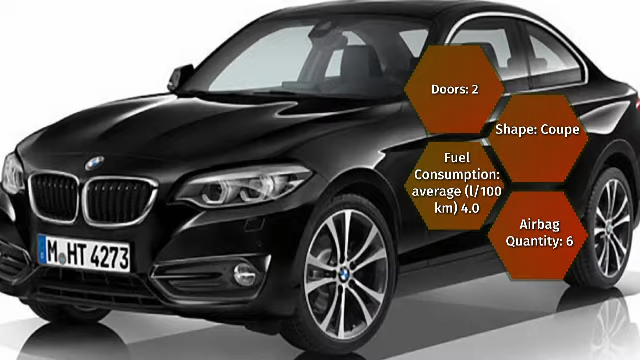 Doors: 2
Shape: Coupe
Fuel
Consumption:
average (l/100
km) 4.0
Airbag
Quantity: 6
M HT 4273